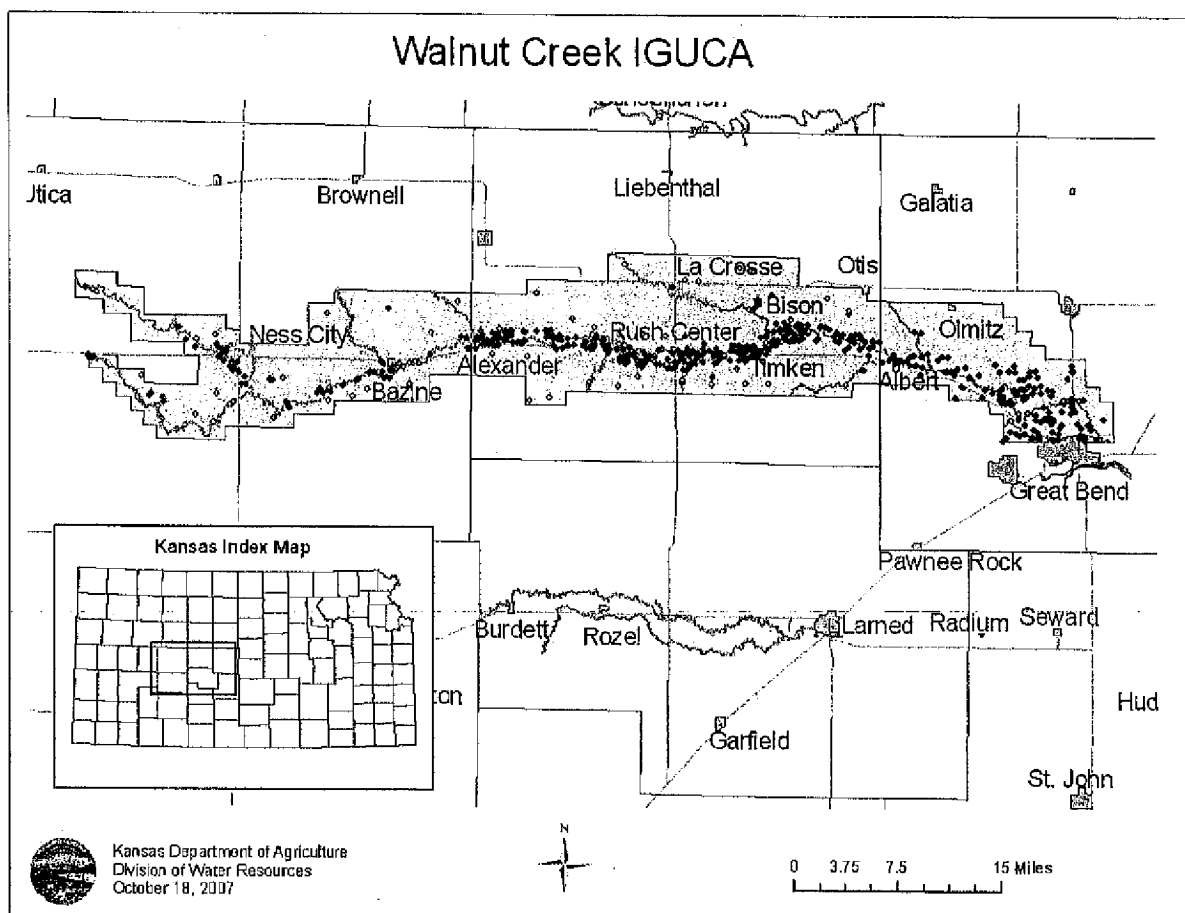 Walnut Creek IGUCA
Utica
Brownell
Liebenthal
Galatia
La Crosse
Otis
Ness City
Rush Center
Bison
Olmitz
Alexander
Timken
Bazine
Albert
Great Bend
Kansas Index Map
Pawnee Rock
Burdett
Rozel
Larned
Radium
Seward
Hud
Garfield
St. John
N
Kansas Department of Agriculture
Division of Water Resources
October 18, 2007
0 3.75 7.5 15 Miles